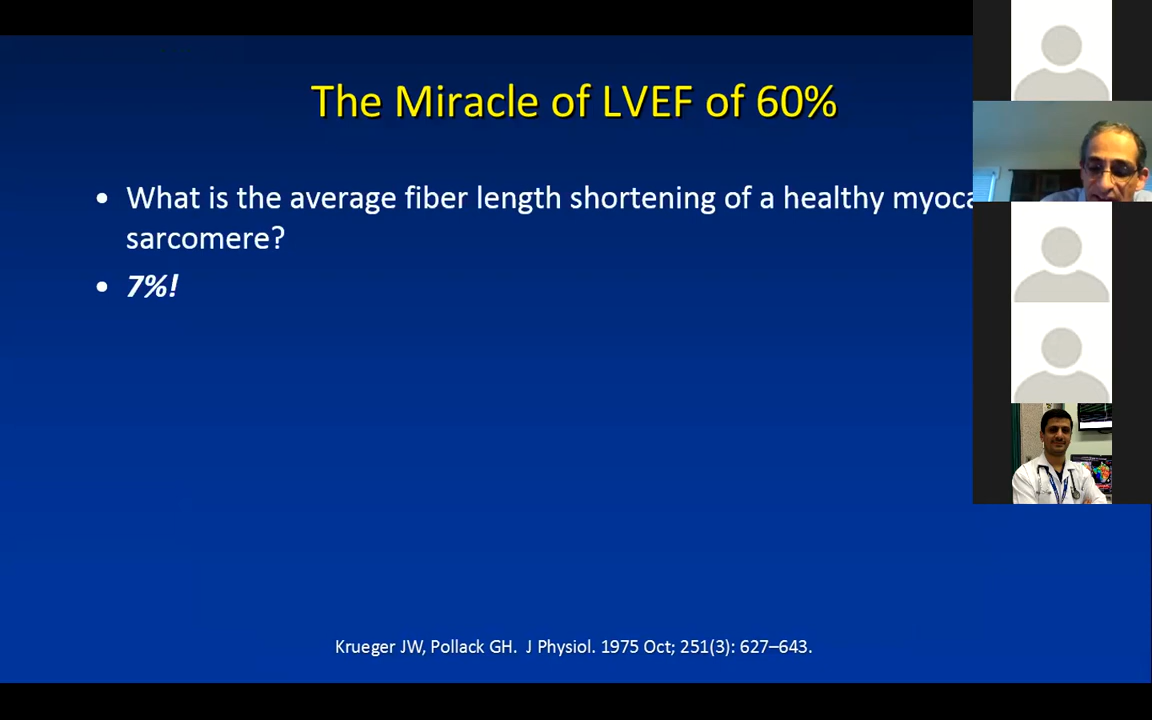 The Miracle of LVEF of 60%
• What is the average fiber length shortening of a healthy
sarcomere?
• 7%!
Krueger JW, Pollack GH. J Physiol. 1975 Oct; 251(3): 627–643.